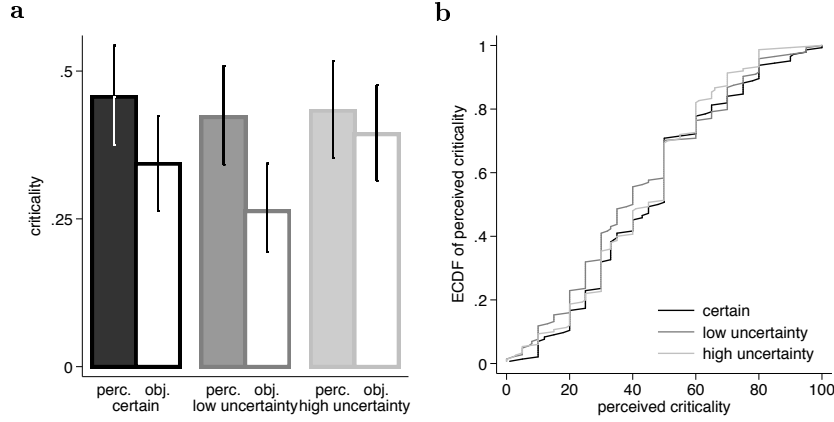 a
criticality
.5
.25
0
perc. obj. perc. obj. perc. obj.
certain low uncertainty high uncertainty
b
ECDF of perceived criticality
1
.8
.6
.4
.2
0
certain
low uncertainty
high uncertainty
0 20 40 60 80 100
perceived criticality